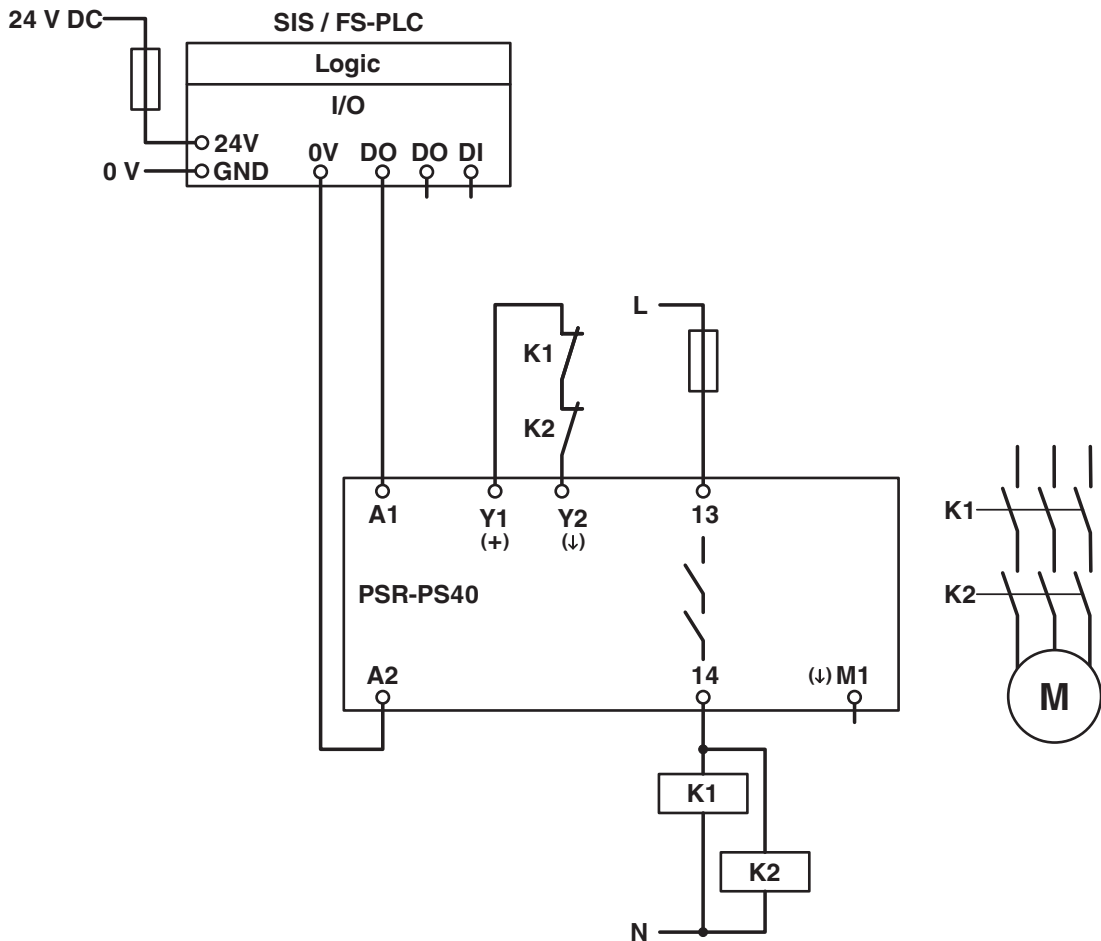 24 V DC
SIS / FS-PLC
Logic
I/O
24V
0V DO DO DI
0 V
GND
L
K1
K2
A1
Y1
(+)
Y2
(↓)
13
K1
PSR-PS40
K2
A2
14
(↓) M1
M
K1
K2
N